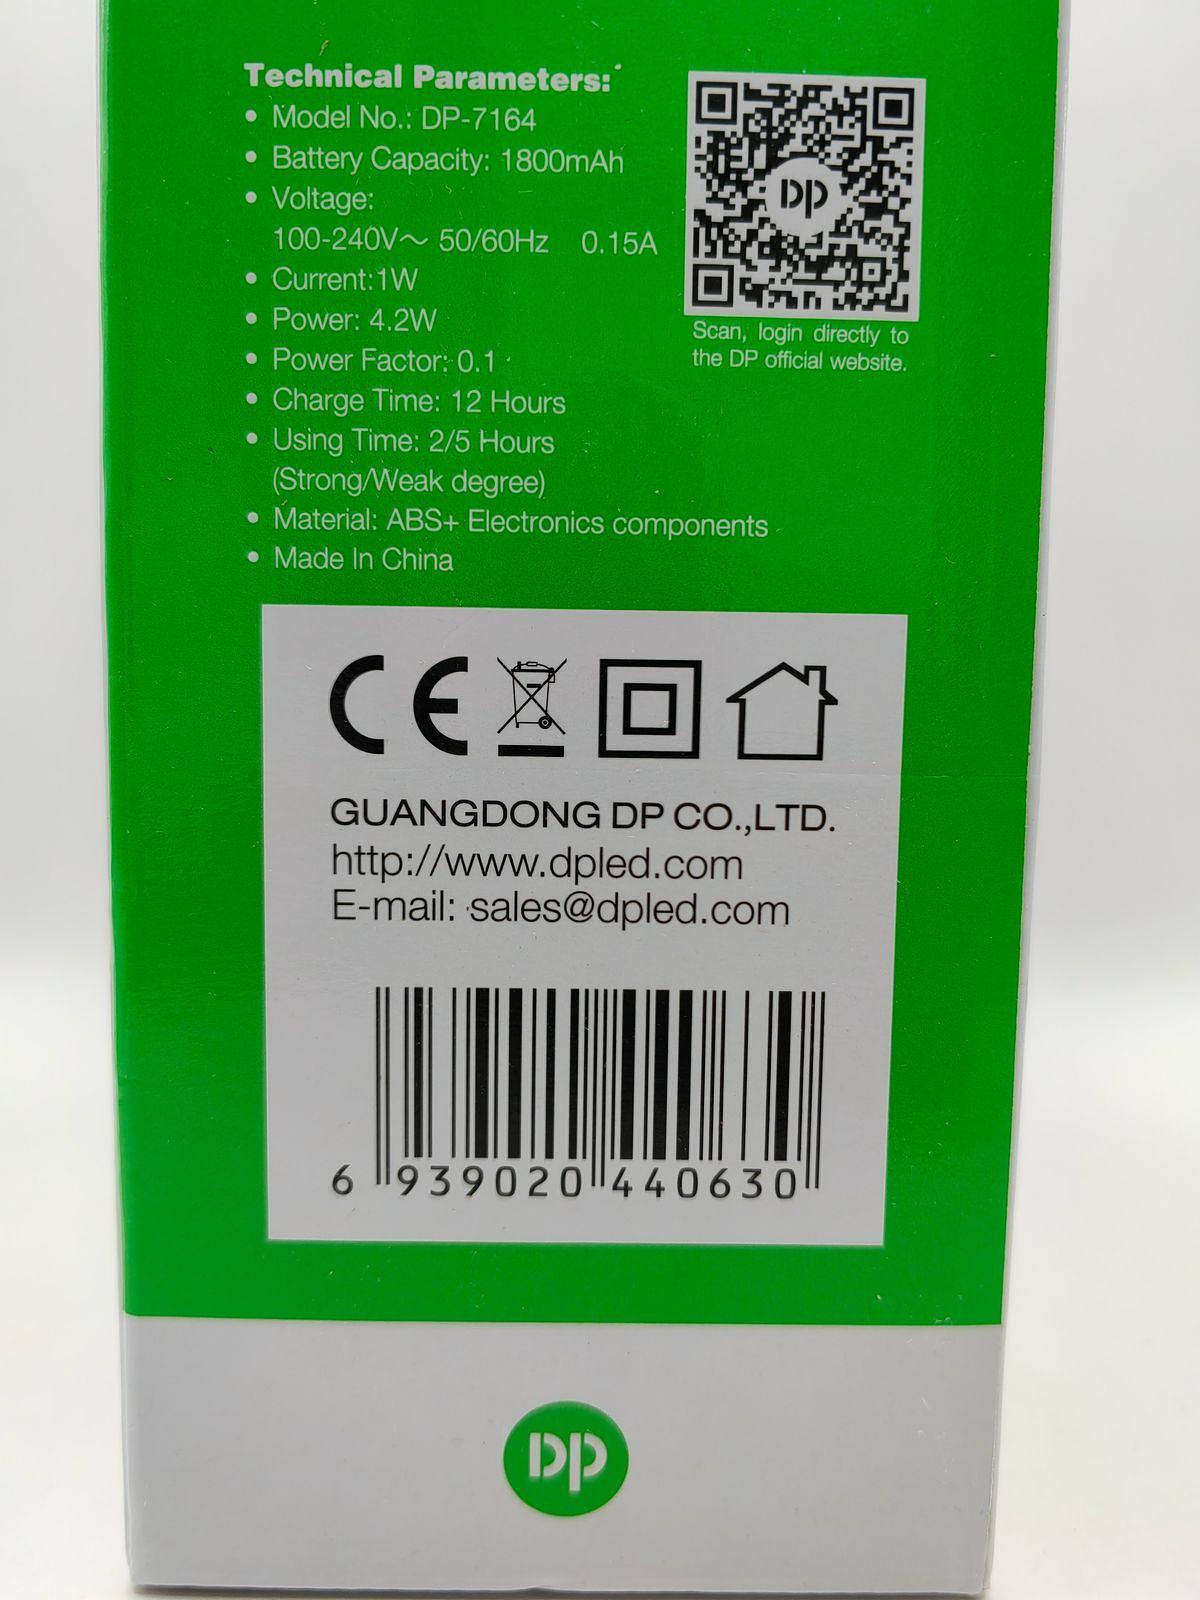 Technical Parameters:
• Model No.: DP-7164
• Battery Capacity: 1800mAh
• Voltage:
100-240V～ 50/60Hz 0.15A
• Current:1W
• Power: 4.2W
• Power Factor: 0.1
• Charge Time: 12 Hours
• Using Time: 2/5 Hours
(Strong/Weak degree)
• Material: ABS+ Electronics components
• Made In China
DP
Scan, login directly to
the DP official website.
CE
GUANGDONG DP CO.,LTD.
http://www.dpled.com
E-mail: sales@dpled.com
6 939020 440630
DP